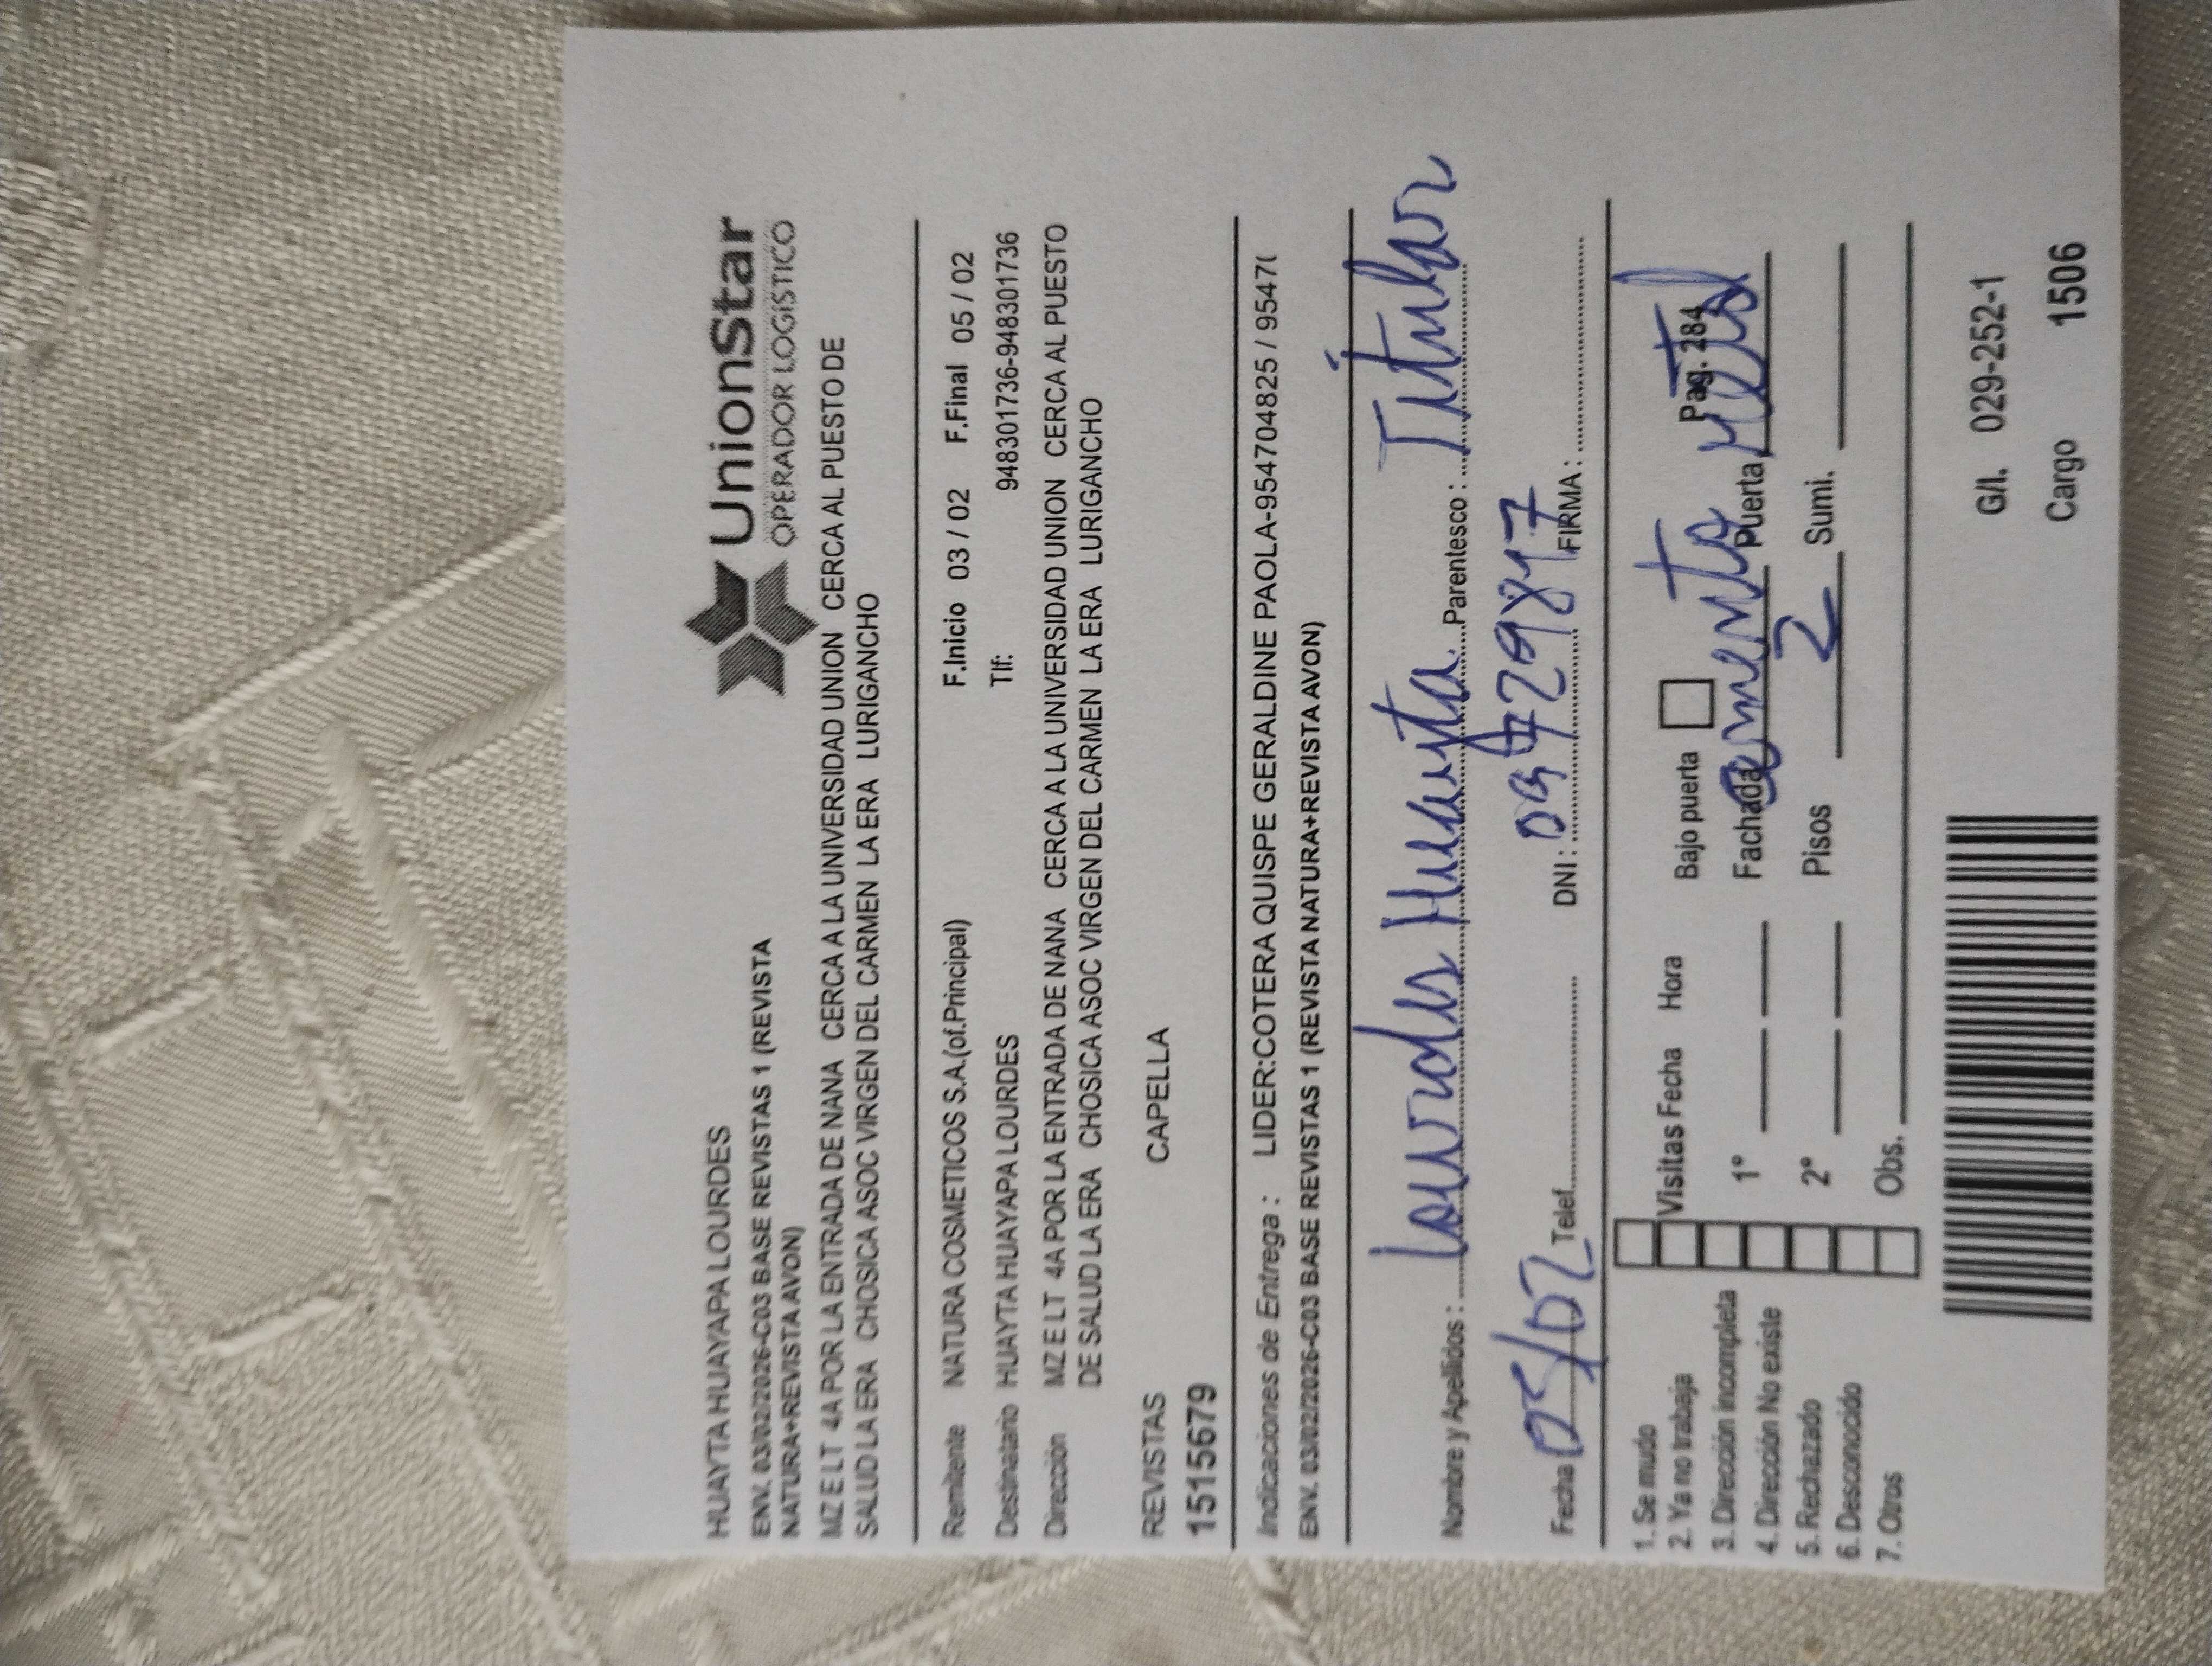 HUAYTA HUAYAPA LOURDES
ENV. 03/02/2026-C03 BASE REVISTAS 1 (REVISTA
NATURA+REVISTA AVON)
UnionStar
OPERADOR LOGÍSTICO
MZ E LT 4A POR LA ENTRADA DE NANA CERCA A LA UNIVERSIDAD UNION CERCA AL PUESTO DE
SALUD LA ERA CHOSICA ASOC VIRGEN DEL CARMEN LA ERA LURIGANCHO
Remitente NATURA COSMETICOS S.A.(of.Principal) F.Inicio 03 / 02 F.Final 05 / 02
Destinatario HUAYTA HUAYAPA LOURDES Tlf: 948301736-948301736
Dirección MZ E LT 4A POR LA ENTRADA DE NANA CERCA A LA UNIVERSIDAD UNION CERCA AL PUESTO
DE SALUD LA ERA CHOSICA ASOC VIRGEN DEL CARMEN LA ERA LURIGANCHO
REVISTAS CAPELLA
1515679
Indicaciones de Entrega : LIDER:COTERA QUISPE GERALDINE PAOLA-954704825 / 9547(
ENV. 03/02/2026-C03 BASE REVISTAS 1 (REVISTA NATURA+REVISTA AVON)
Nombre y Apellidos : Lourdes Huayta Parentesco : Titular
Fecha 05/02 Telef. DNI : 09729817 FIRMA :
1. Se mudo
2. Ya no trabaja Visitas Fecha Hora Bajo puerta
3. Dirección incompleta 1° Fachada cemento Puerta metal Pag. 284
4. Dirección No existe
5. Rechazado 2° Pisos 2 Sumi.
6. Desconocido
7. Otros Obs.
G/I. 029-252-1
Cargo 1506